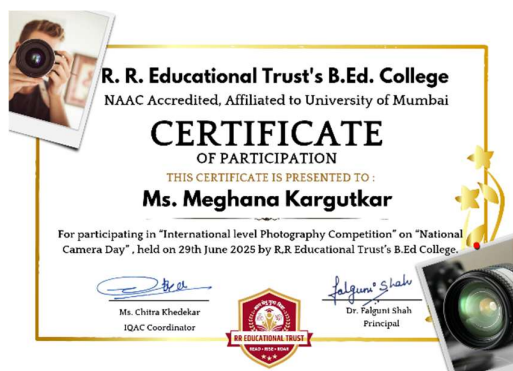 R. R. Educational Trust's B.Ed. College
NAAC Accredited, Affiliated to University of Mumbai
CERTIFICATE
OF PARTICIPATION
THIS CERTIFICATE IS PRESENTED TO :
Ms. Meghana Kargutkar
For participating in "International level Photography Competition" on "National
Camera Day" , held on 29th June 2025 by R,R Educational Trust's B.Ed College.
Falguni Shah
Ms. Chitra Khedekar
IQAC Coordinator
Dr. Falguni Shah
Principal
RR EDUCATIONAL TRUST
READ • RISE • ROAR